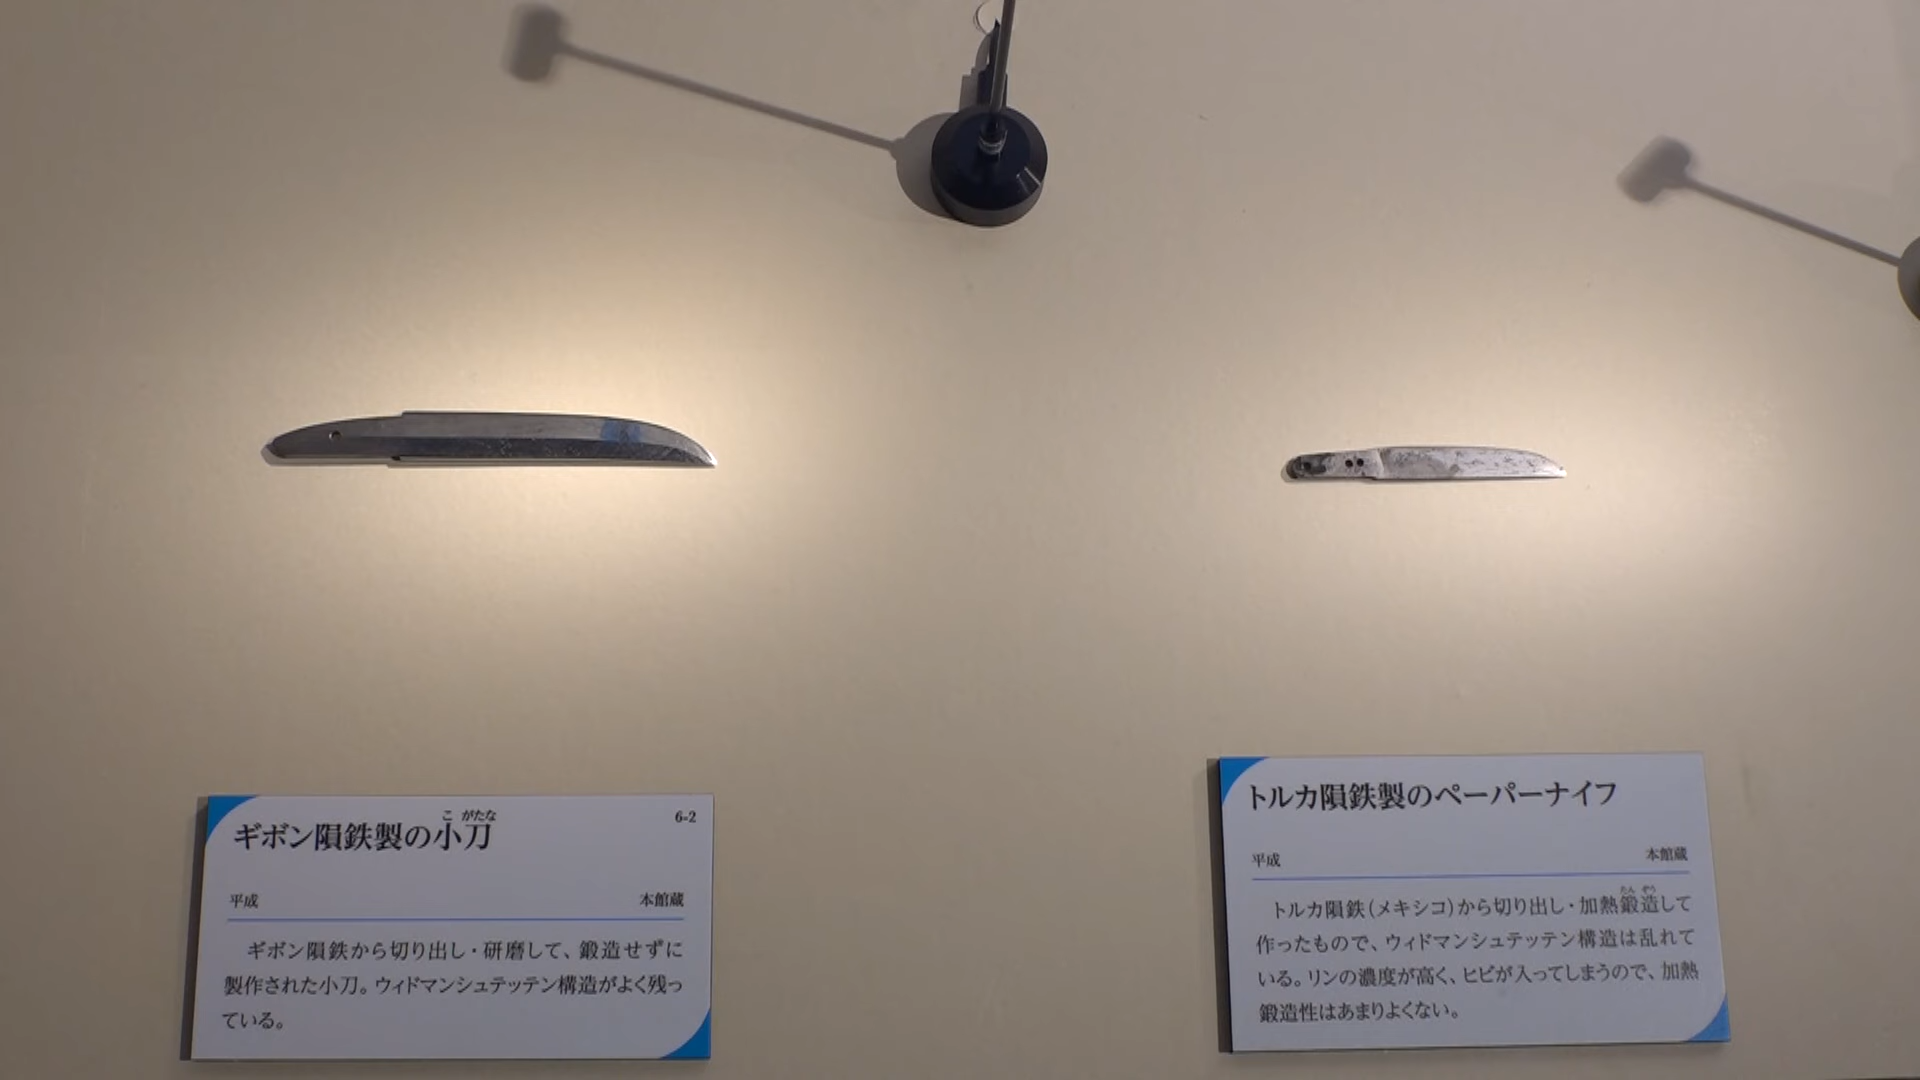 ギボン隕鉄製の小刀
こがたな
6-2
平成
本館蔵
ギボン隕鉄から切り出し・研磨して、鍛造せずに
製作された小刀。ウィドマンシュテッテン構造がよく残っ
ている。
トルカ隕鉄製のペーパーナイフ
平成
本館蔵
たんぞう
トルカ隕鉄(メキシコ)から切り出し・加熱鍛造して
作ったもので、ウィドマンシュテッテン構造は乱れて
いる。リンの濃度が高く、ヒビが入ってしまうので、加熱
鍛造性はあまりよくない。